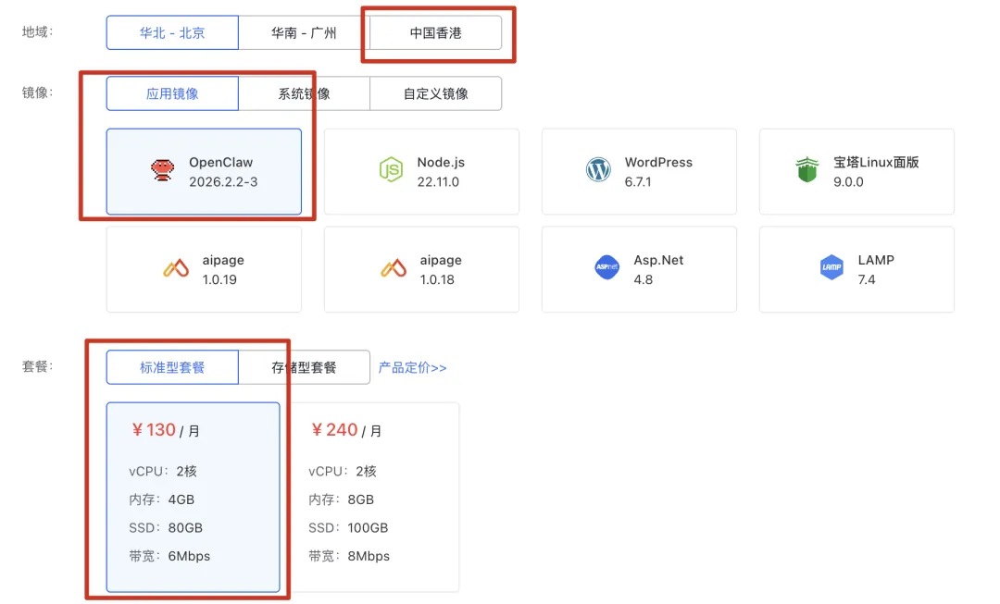 地域： 华北 - 北京 华南 - 广州 中国香港
镜像： 应用镜像 系统镜像 自定义镜像
OpenClaw
2026.2.2-3
Node.js
22.11.0
WordPress
6.7.1
宝塔Linux面版
9.0.0
aipage
1.0.19
aipage
1.0.18
ASP.net
Asp.Net
4.8
LAMP
LAMP
7.4
套餐： 标准型套餐 存储型套餐 产品定价>>
￥130 / 月
vCPU：2核
内存：4GB
SSD：80GB
带宽：6Mbps
￥240 / 月
vCPU：2核
内存：8GB
SSD：100GB
带宽：8Mbps